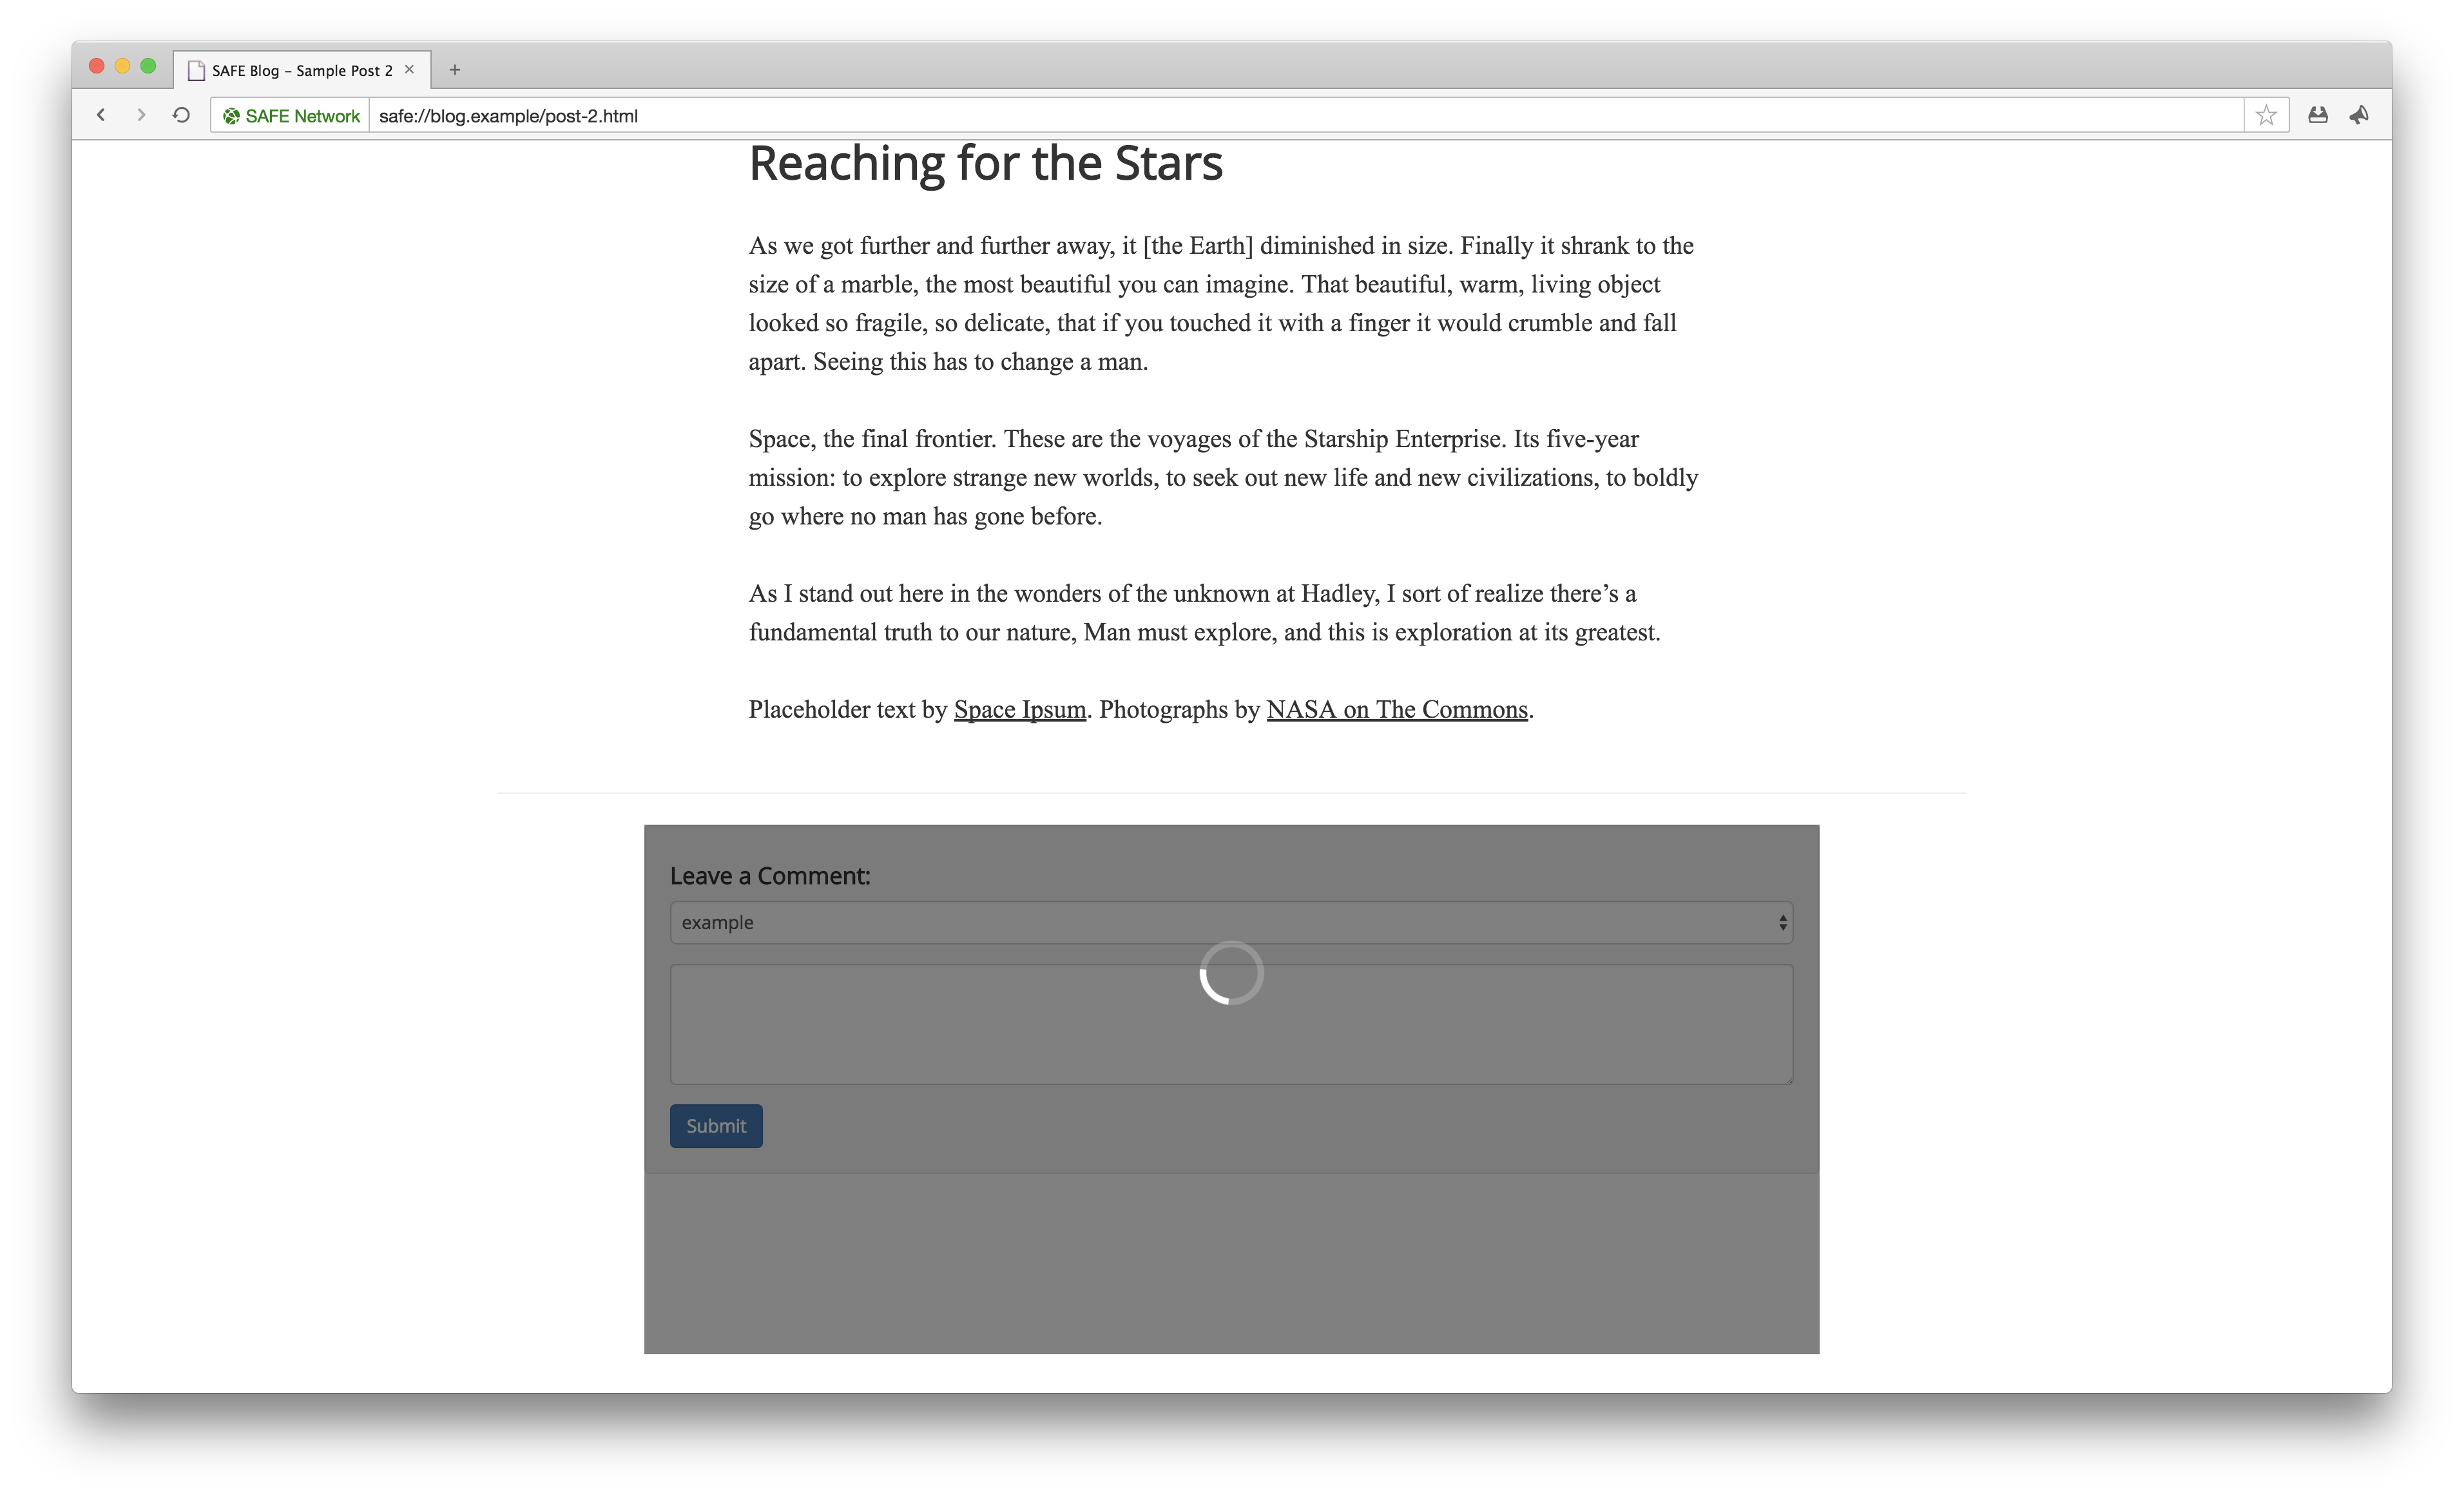 SAFE Blog – Sample Post 2
SAFE Network safe://blog.example/post-2.html
Reaching for the Stars
As we got further and further away, it [the Earth] diminished in size. Finally it shrank to the
size of a marble, the most beautiful you can imagine. That beautiful, warm, living object
looked so fragile, so delicate, that if you touched it with a finger it would crumble and fall
apart. Seeing this has to change a man.
Space, the final frontier. These are the voyages of the Starship Enterprise. Its five-year
mission: to explore strange new worlds, to seek out new life and new civilizations, to boldly
go where no man has gone before.
As I stand out here in the wonders of the unknown at Hadley, I sort of realize there’s a
fundamental truth to our nature, Man must explore, and this is exploration at its greatest.
Placeholder text by Space Ipsum. Photographs by NASA on The Commons.
Leave a Comment:
example
Submit